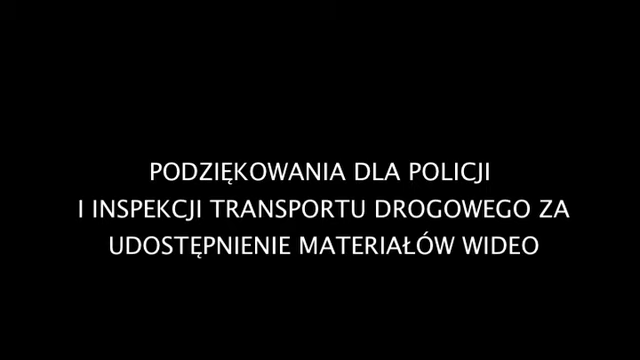 PODZIĘKOWANIA DLA POLICJI
I INSPEKCJI TRANSPORTU DROGOWEGO ZA
UDOSTĘPNIENIE MATERIAŁÓW WIDEO